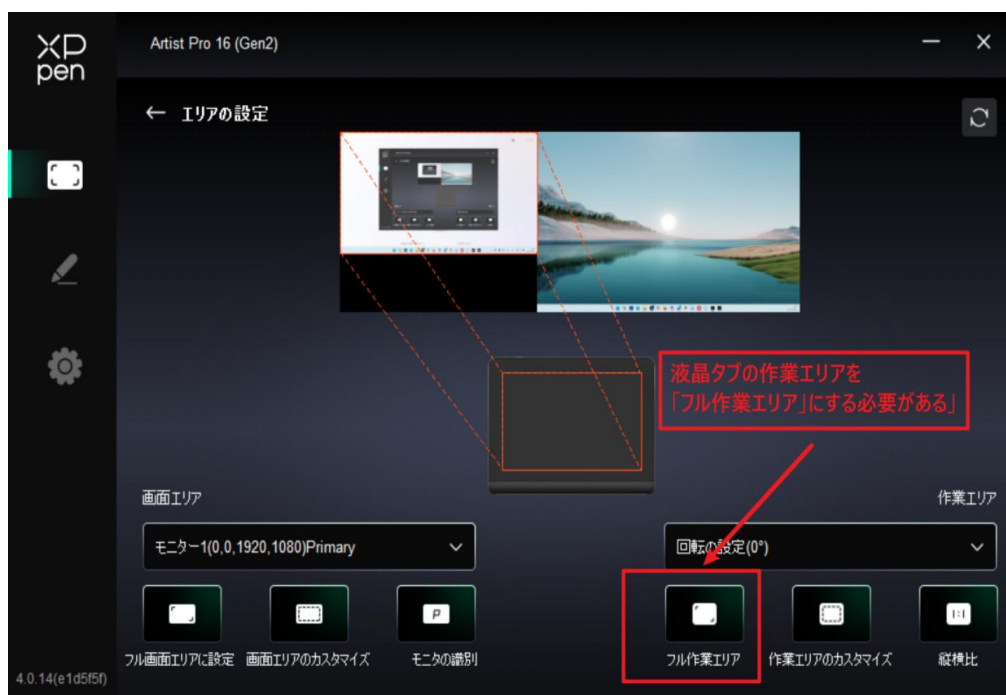 XP
pen
Artist Pro 16 (Gen2)
← エリアの設定
液晶タブの作業エリアを
「フル作業エリア」にする必要がある」
画面エリア
作業エリア
モニター1(0,0,1920,1080)Primary
回転の設定(0°)
P
1:1
フル画面エリアに設定
画面エリアのカスタマイズ
モニタの識別
フル作業エリア
作業エリアのカスタマイズ
縦横比
4.0.14(e1d5f5f)